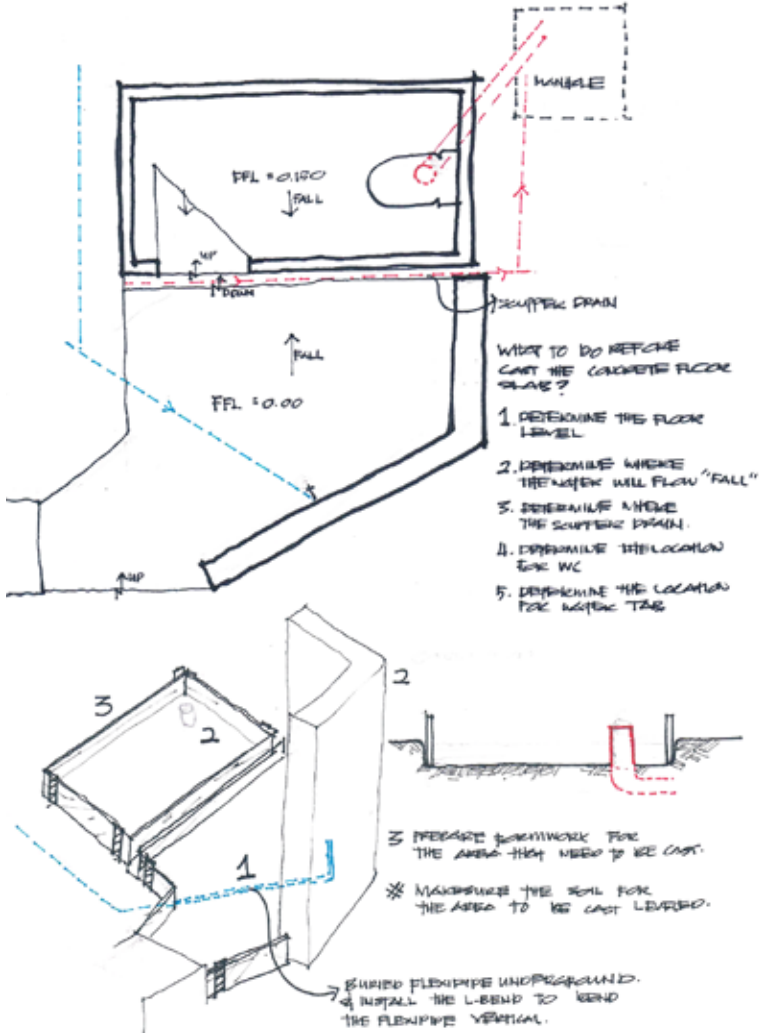 MANHOLE
FFL = 0.150
FALL
UP
DOWN
SCUPPER DRAIN
FALL
FFL = 0.00
UP
WHAT TO DO BEFORE
CAST THE CONCRETE FLOOR
SLAB?
1. DETERMINE THE FLOOR
LEVEL
2. DETERMINE WHERE
THE WATER WILL FLOW "FALL"
3. DETERMINE WHERE
THE SCUPPER DRAIN.
4. DETERMINE THE LOCATION
FOR WC
5. DETERMINE THE LOCATION
FOR WATER TAB
3
2
2
1
3 PREPARE FORMWORK FOR
THE AREA THAT NEED TO BE CAST.
* MAKESURE THE SOIL FOR
THE AREA TO BE CAST LEVELED.
BURIED FLEXIPIPE UNDERGROUND.
& INSTALL THE L-BEND TO BEND
THE FLEXIPIPE VERTICAL.